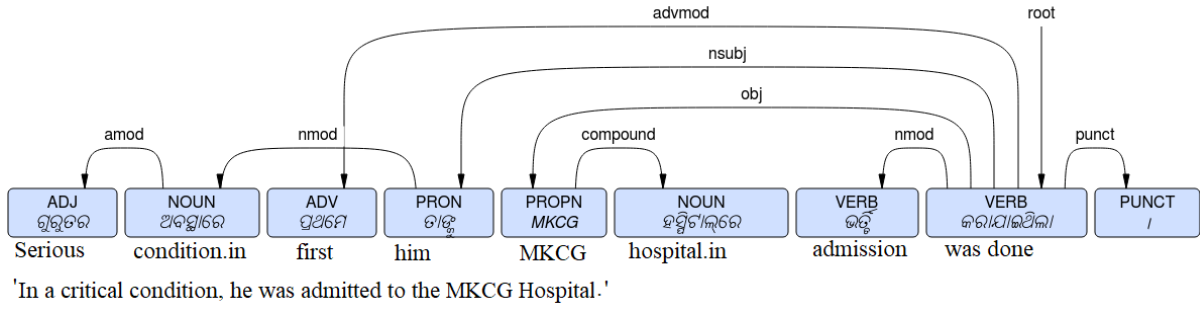 advmod root
nsubj
obj
amod nmod compound nmod punct
ADJ NOUN ADV PRON PROPN NOUN VERB VERB PUNCT
ଗୁରୁତର ଅବସ୍ଥାରେ ପ୍ରଥମେ ତାଙ୍କୁ MKCG ହସ୍ପିଟାଲ୍‌ରେ ଭର୍ତ୍ତି କରାଯାଇଥିଲା ।
Serious condition.in first him MKCG hospital.in admission was done
'In a critical condition, he was admitted to the MKCG Hospital.'